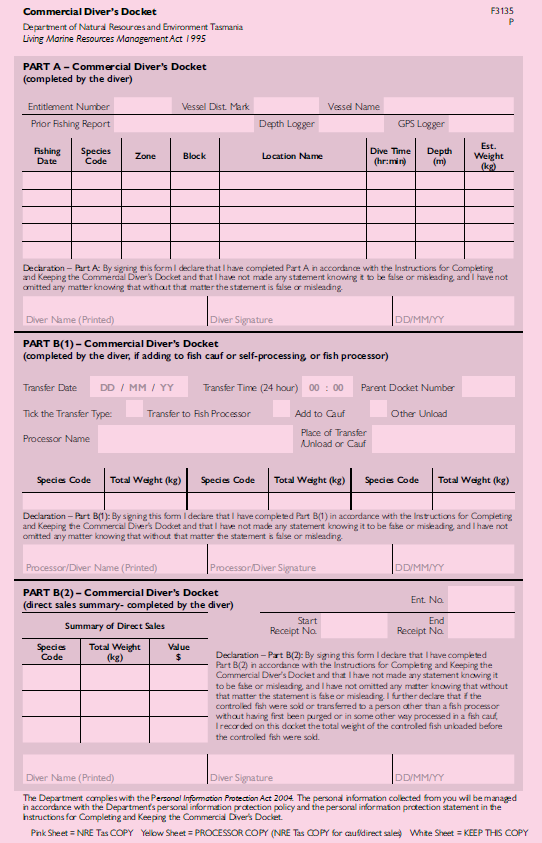 Commercial Diver's Docket
F3135
P
Department of Natural Resources and Environment Tasmania
Living Marine Resources Management Act 1995
PART A – Commercial Diver's Docket
(completed by the diver)
Entitlement Number Vessel Dist. Mark Vessel Name
Prior Fishing Report Depth Logger GPS Logger
Fishing Date Species Code Zone Block Location Name Dive Time (hr:min) Depth (m) Est. Weight (kg)
Declaration – Part A: By signing this form I declare that I have completed Part A in accordance with the Instructions for Completing
and Keeping the Commercial Diver's Docket and that I have not made any statement knowing it to be false or misleading, and I have not
omitted any matter knowing that without that matter the statement is false or misleading.
Diver Name (Printed) Diver Signature DD/MM/YY
PART B(1) – Commercial Diver's Docket
(completed by the diver, if adding to fish cauf or self-processing, or fish processor)
Transfer Date DD / MM / YY Transfer Time (24 hour) 00 : 00 Parent Docket Number
Tick the Transfer Type: Transfer to Fish Processor Add to Cauf Other Unload
Processor Name Place of Transfer
/Unload or Cauf
Species Code Total Weight (kg) Species Code Total Weight (kg) Species Code Total Weight (kg)
Declaration – Part B(1): By signing this form I declare that I have completed Part B(1) in accordance with the Instructions for Completing
and Keeping the Commercial Diver's Docket and that I have not made any statement knowing it to be false or misleading, and I have not
omitted any matter knowing that without that matter the statement is false or misleading.
Processor/Diver Name (Printed) Processor/Diver Signature DD/MM/YY
PART B(2) – Commercial Diver's Docket
(direct sales summary- completed by the diver)
Ent. No.
Start Receipt No. End Receipt No.
Summary of Direct Sales
Species Code Total Weight (kg) Value $
Declaration – Part B(2): By signing this form I declare that I have completed
Part B(2) in accordance with the Instructions for Completing and Keeping the
Commercial Diver's Docket and that I have not made any statement knowing it
to be false or misleading, and I have not omitted any matter knowing that without
that matter the statement is false or misleading. I further declare that if the
controlled fish were sold or transferred to a person other than a fish processor
without having first been purged or in some other way processed in a fish cauf,
I recorded on this docket the total weight of the controlled fish unloaded before
the controlled fish were sold.
Diver Name (Printed) Diver Signature DD/MM/YY
The Department complies with the Personal Information Protection Act 2004. The personal information collected from you will be managed
in accordance with the Department's personal information protection policy and the personal information protection statement in the
Instructions for Completing and Keeping the Commercial Diver's Docket.
Pink Sheet = NRE Tas COPY Yellow Sheet = PROCESSOR COPY (NRE Tas COPY for cauf/direct sales) White Sheet = KEEP THIS COPY